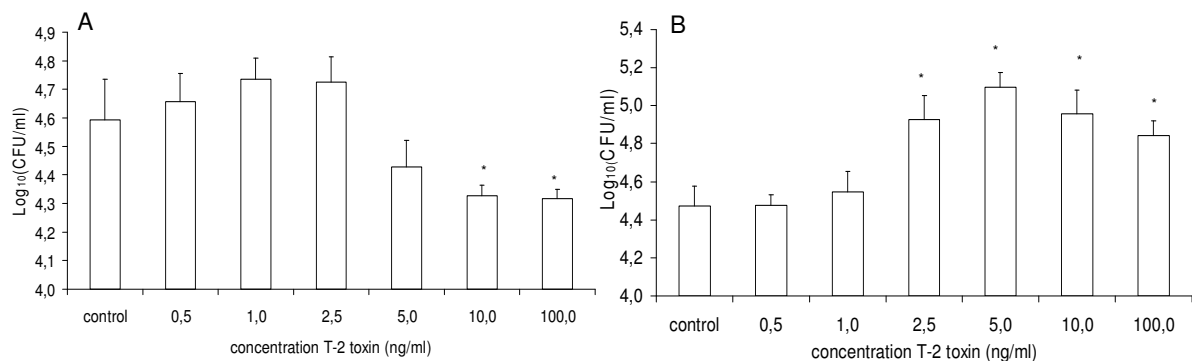 A
Log10(CFU/ml)
4,9
4,8
4,7
4,6
4,5
4,4
4,3
4,2
4,1
4,0
* *
control 0,5 1,0 2,5 5,0 10,0 100,0
concentration T-2 toxin (ng/ml)
B
Log10(CFU/ml)
5,4
5,2
5,0
4,8
4,6
4,4
4,2
4,0
* * * *
control 0,5 1,0 2,5 5,0 10,0 100,0
concentration T-2 toxin (ng/ml)